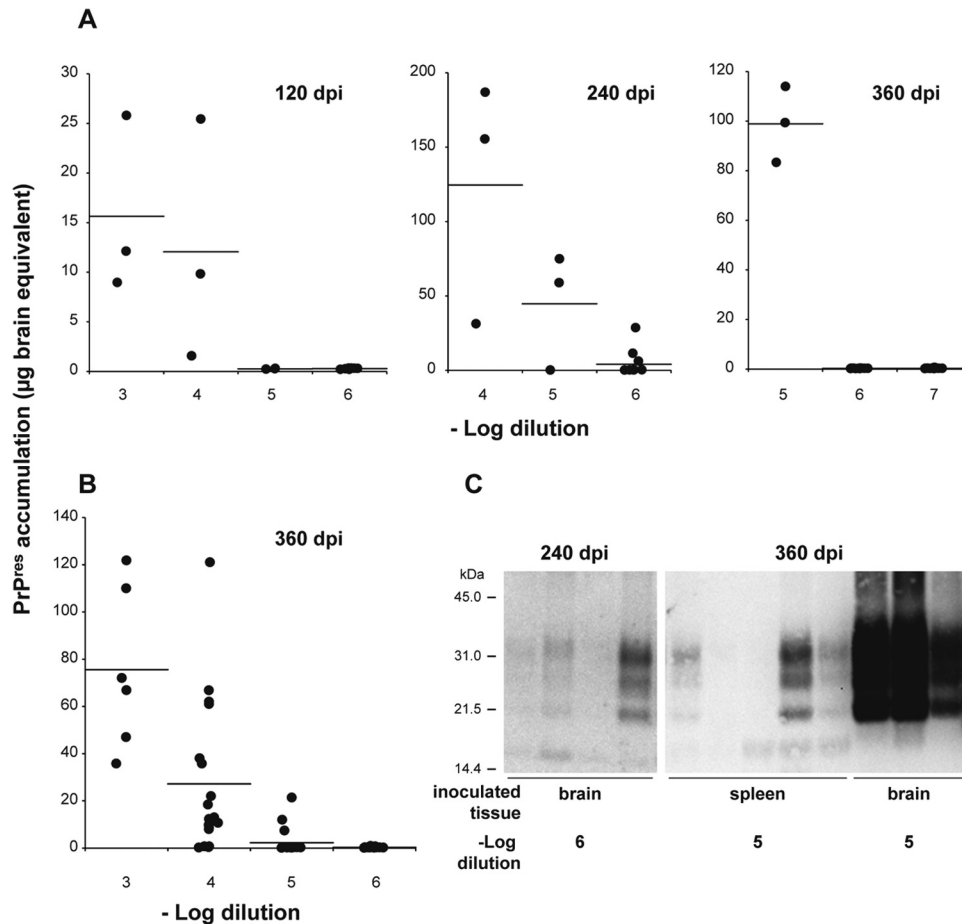 A
PrPres accumulation (µg brain equivalent)
30
25
20
15
10
5
0
120 dpi
3 4 5 6
200
150
100
50
0
240 dpi
4 5 6
120
100
80
60
40
20
0
360 dpi
5 6 7
- Log dilution
B
140
120
100
80
60
40
20
0
360 dpi
3 4 5 6
- Log dilution
C
240 dpi 360 dpi
kDa
45.0 –
31.0 –
21.5 –
14.4 –
inoculated
tissue
brain spleen brain
-Log
dilution
6 5 5